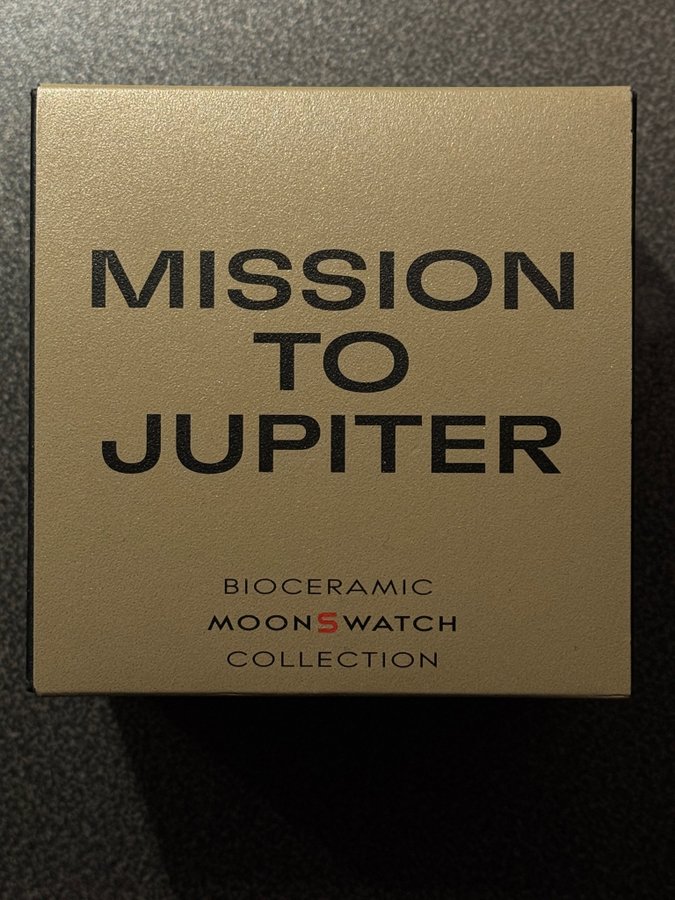 MISSION
TO
JUPITER
BIOCERAMIC
MOONSWATCH
COLLECTION